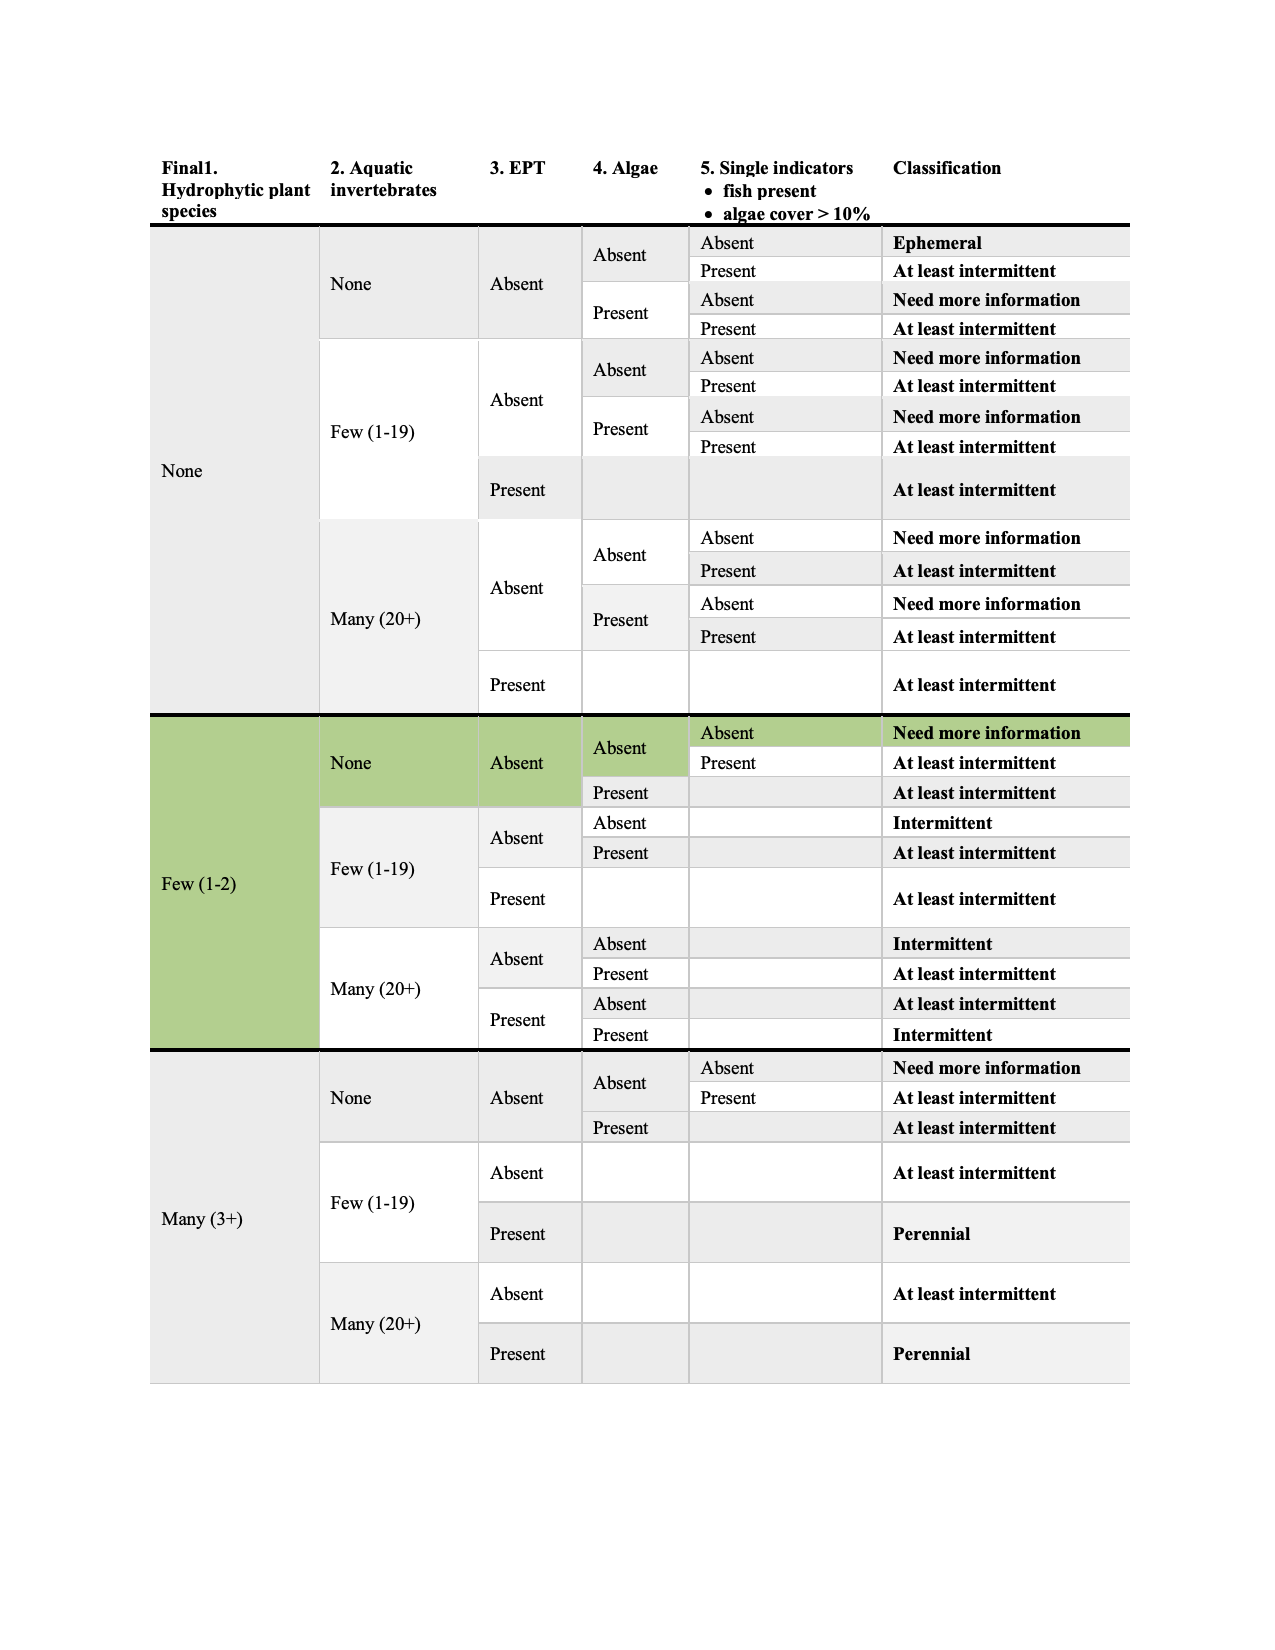 Final1. Hydrophytic plant species	2. Aquatic invertebrates	3. EPT	4. Algae	5. Single indicators • fish present • algae cover > 10%	Classification
None	None	Absent	Absent	Absent	Ephemeral
Present	At least intermittent
Present	Absent	Need more information
Present	At least intermittent
Few (1-19)	Absent	Absent	Absent	Need more information
Present	At least intermittent
Present	Absent	Need more information
Present	At least intermittent
Present	At least intermittent
Many (20+)	Absent	Absent	Absent	Need more information
Present	At least intermittent
Present	Absent	Need more information
Present	At least intermittent
Present	At least intermittent
Few (1-2)	None	Absent	Absent	Absent	Need more information
Present	At least intermittent
Present	At least intermittent
Few (1-19)	Absent	Absent	Intermittent
Present	At least intermittent
Present	At least intermittent
Many (20+)	Absent	Absent	Intermittent
Present	At least intermittent
Present	Absent	At least intermittent
Present	Intermittent
Many (3+)	None	Absent	Absent	Absent	Need more information
Present	At least intermittent
Present	At least intermittent
Few (1-19)	Absent	At least intermittent
Present	Perennial
Many (20+)	Absent	At least intermittent
Present	Perennial